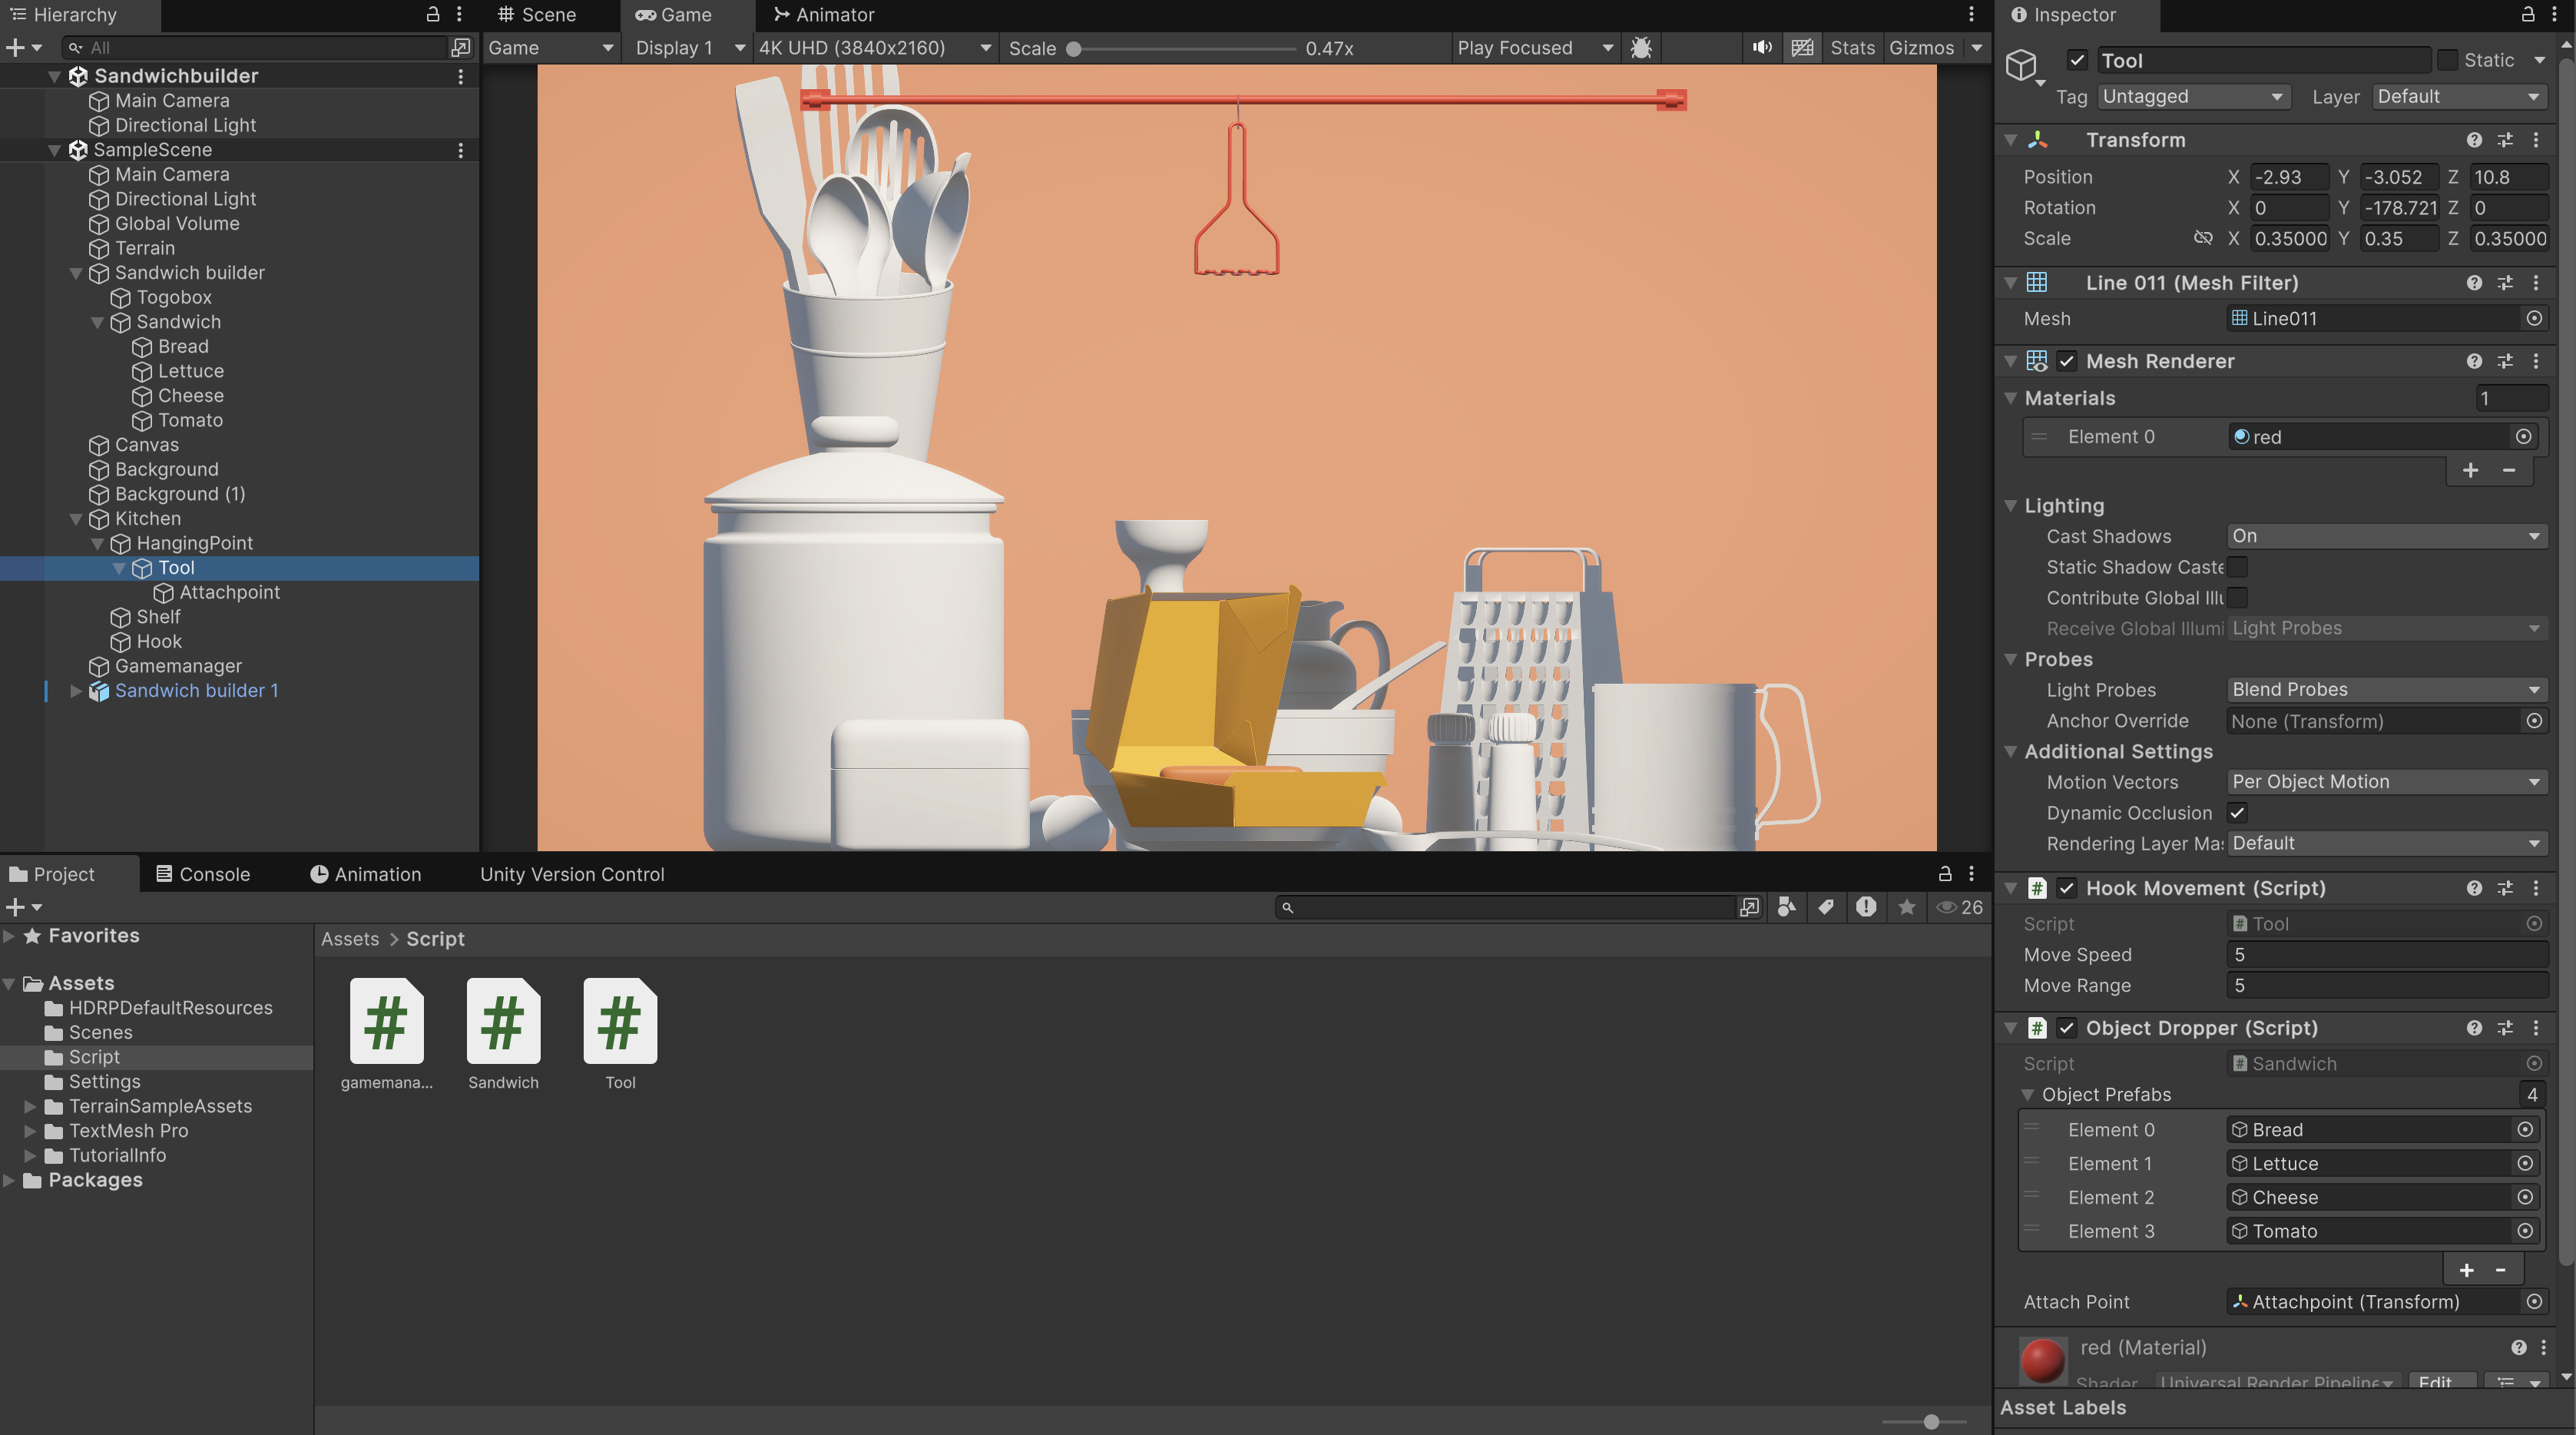 Hierarchy
All
Sandwichbuilder
Main Camera
Directional Light
SampleScene
Main Camera
Directional Light
Global Volume
Terrain
Sandwich builder
Togobox
Sandwich
Bread
Lettuce
Cheese
Tomato
Canvas
Background
Background (1)
Kitchen
HangingPoint
Tool
Attachpoint
Shelf
Hook
Gamemanager
Sandwich builder 1
Scene Game Animator
Game Display 1 4K UHD (3840x2160) Scale 0.47x Play Focused Stats Gizmos
Project Console Animation Unity Version Control
26
Favorites
Assets
HDRPDefaultResources
Scenes
Script
Settings
TerrainSampleAssets
TextMesh Pro
TutorialInfo
Packages
Assets > Script
gamemana... Sandwich Tool
Inspector
Tool Static
Tag Untagged Layer Default
Transform
Position X -2.93 Y -3.052 Z 10.8
Rotation X 0 Y -178.721 Z 0
Scale X 0.35000 Y 0.35 Z 0.35000
Line 011 (Mesh Filter)
Mesh Line011
Mesh Renderer
Materials 1
Element 0 red
+ -
Lighting
Cast Shadows On
Static Shadow Caste
Contribute Global Illu
Receive Global Illumi Light Probes
Probes
Light Probes Blend Probes
Anchor Override None (Transform)
Additional Settings
Motion Vectors Per Object Motion
Dynamic Occlusion
Rendering Layer Mas Default
Hook Movement (Script)
Script # Tool
Move Speed 5
Move Range 5
Object Dropper (Script)
Script # Sandwich
Object Prefabs 4
Element 0 Bread
Element 1 Lettuce
Element 2 Cheese
Element 3 Tomato
+ -
Attach Point Attachpoint (Transform)
red (Material)
Shader Universal Render Pipeline Edit
Asset Labels